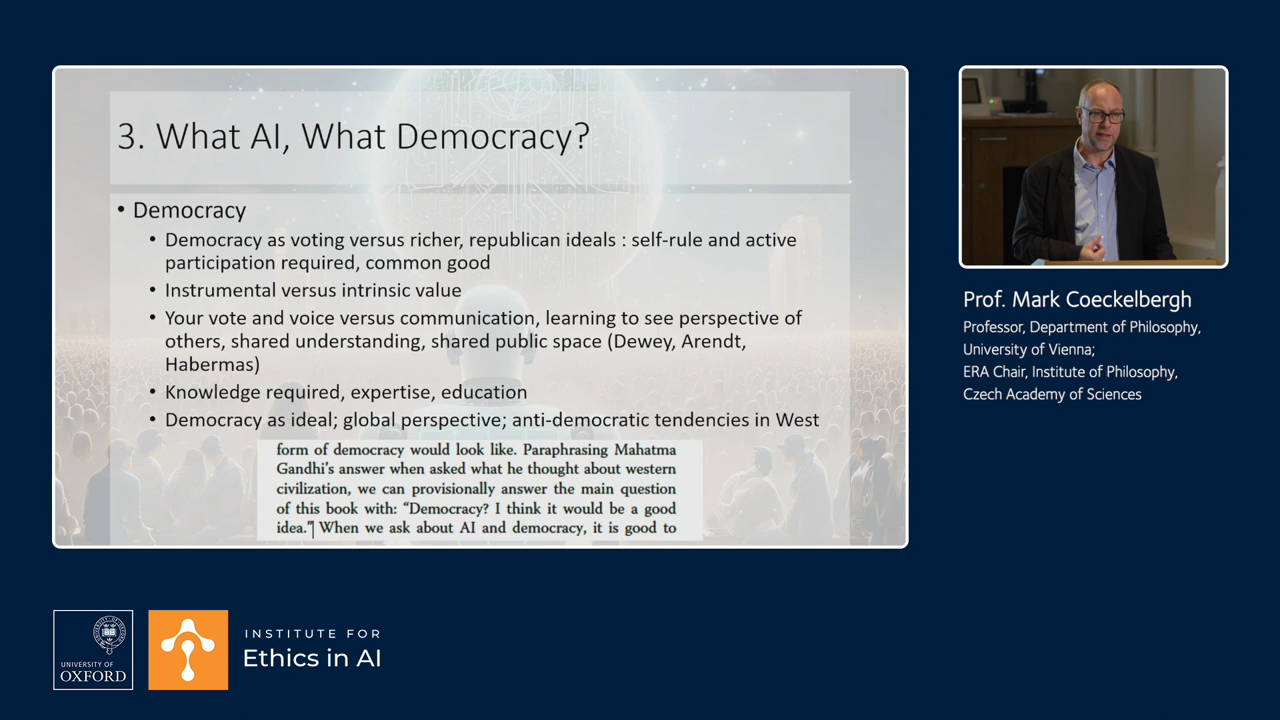 3. What AI, What Democracy?
• Democracy
• Democracy as voting versus richer, republican ideals : self-rule and active
participation required, common good
• Instrumental versus intrinsic value
• Your vote and voice versus communication, learning to see perspective of
others, shared understanding, shared public space (Dewey, Arendt,
Habermas)
• Knowledge required, expertise, education
• Democracy as ideal; global perspective; anti-democratic tendencies in West
form of democracy would look like. Paraphrasing Mahatma
Gandhi’s answer when asked what he thought about western
civilization, we can provisionally answer the main question
of this book with: “Democracy? I think it would be a good
idea.” When we ask about AI and democracy, it is good to
Prof. Mark Coeckelbergh
Professor, Department of Philosophy,
University of Vienna;
ERA Chair, Institute of Philosophy,
Czech Academy of Sciences
UNIVERSITY OF
OXFORD
INSTITUTE FOR
Ethics in AI